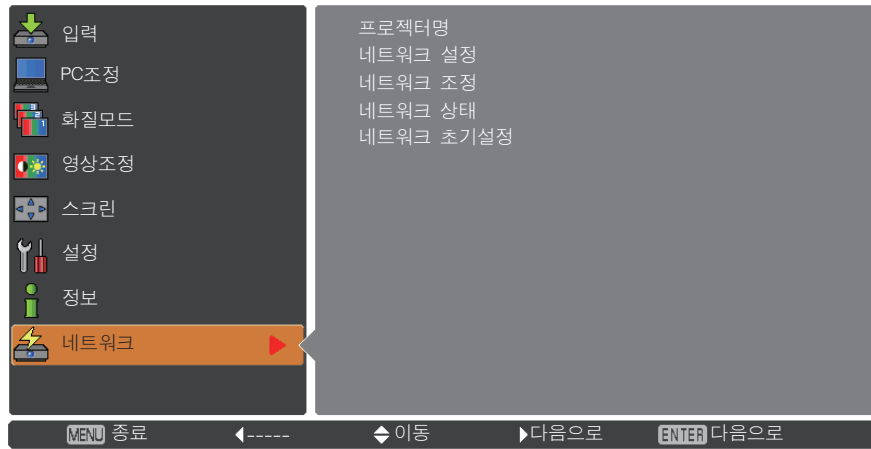 입력
PC조정
화질모드
영상조정
스크린
설정
정보
네트워크
프로젝터명
네트워크 설정
네트워크 조정
네트워크 상태
네트워크 초기설정
MENU 종료 ----- 이동 다음으로 ENTER 다음으로